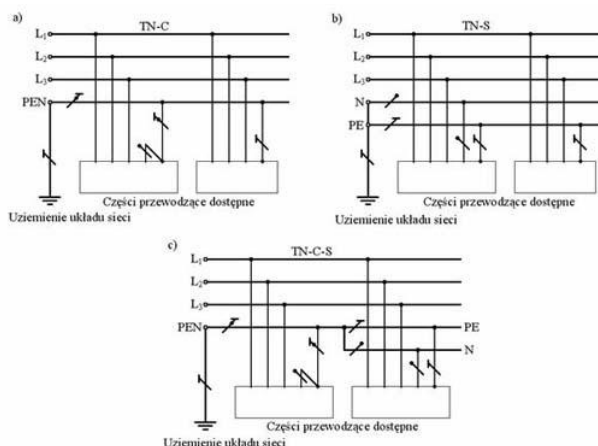 a)
TN-C
L₁
L₂
L₃
PEN
Części przewodzące dostępne
Uziemienie układu sieci
b)
TN-S
L₁
L₂
L₃
N
PE
Części przewodzące dostępne
Uziemienie układu sieci
c)
TN-C-S
L₁
L₂
L₃
PEN
PE
N
Części przewodzące dostępne
Uziemienie układu sieci